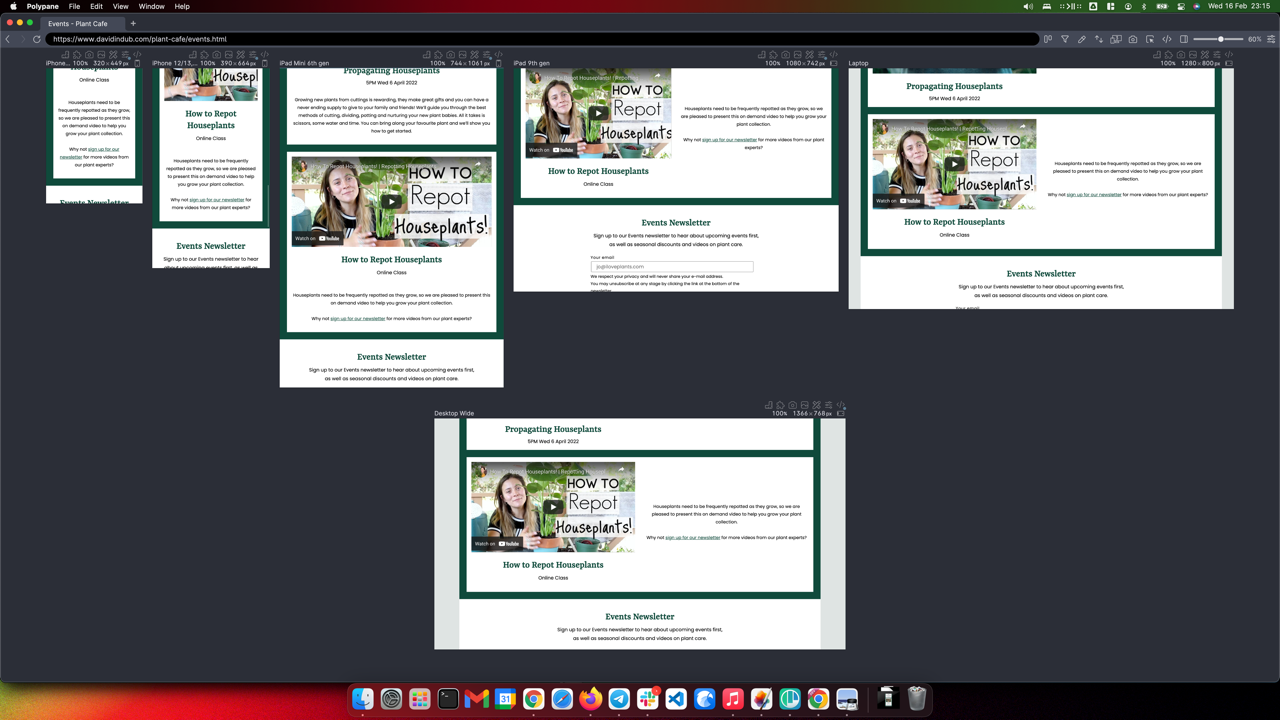 Polypane File Edit View Window Help
Wed 16 Feb 23:15
Events - Plant Cafe
https://www.davidindub.com/plant-cafe/events.html
60%
iPhone... 100% 320 × 449 px
Houseplants
Online Class
Houseplants need to be
frequently repotted as they
grow, so we are pleased to
present this on demand
video to help you grow your
plant collection.
Why not sign up for our
newsletter for more videos
from our plant experts?
Events Newsletter
iPhone 12/13,... 100% 390 × 664 px
Housepl
How to Repot
Houseplants
Online Class
Houseplants need to be frequently
repotted as they grow, so we are
pleased to present this on demand
video to help you grow your plant
collection.
Why not sign up for our newsletter for
more videos from our plant experts?
Events Newsletter
Sign up to our Events newsletter to hear
about upcoming events first, as well as
iPad Mini 6th gen 100% 744 × 1061 px
Propagating Houseplants
5PM Wed 6 April 2022
Growing new plants from cuttings is rewarding, they make great gifts and you can have a
never ending supply to give to your family and friends! We'll guide you through the best
methods of cutting, dividing, patting and nurturing your new plant babies. All it takes is
scissors, some water and time. You can bring along your favourite plant and we'll show you
how to get started.
How To Repot Houseplants! | Repotting Houseplants
HOW TO
Repot
Houseplants!
Watch on YouTube
How to Repot Houseplants
Online Class
Houseplants need to be frequently repotted as they grow, so we are pleased to present this
on demand video to help you grow your plant collection.
Why not sign up for our newsletter for more videos from our plant experts?
Events Newsletter
Sign up to our Events newsletter to hear about upcoming events first,
as well as seasonal discounts and videos on plant care.
iPad 9th gen 100% 1080 × 742 px
How To Repot Houseplants! | Repotting
HOW TO
Repot
Houseplants!
Watch on YouTube
How to Repot Houseplants
Online Class
Houseplants need to be frequently repotted as they grow, so we
are pleased to present this on demand video to help you grow your
plant collection.
Why not sign up for our newsletter for more videos from our plant
experts?
Events Newsletter
Sign up to our Events newsletter to hear about upcoming events first,
as well as seasonal discounts and videos on plant care.
Your email
jo@iloveplants.com
We respect your privacy and will never share your e-mail address.
You may unsubscribe at any stage by clicking the link at the bottom of the
newsletter.
Laptop 100% 1280 × 800 px
Propagating Houseplants
5PM Wed 6 April 2022
How To Repot Houseplants! | Repotting Housepl
HOW TO
Repot
Houseplants!
Watch on YouTube
How to Repot Houseplants
Online Class
Houseplants need to be frequently repotted as they grow, so we are
pleased to present this on demand video to help you grow your plant
collection.
Why not sign up for our newsletter for more videos from our plant experts?
Events Newsletter
Sign up to our Events newsletter to hear about upcoming events first,
as well as seasonal discounts and videos on plant care.
Your email
Desktop Wide 100% 1366 × 768 px
Propagating Houseplants
5PM Wed 6 April 2022
How To Repot Houseplants! | Repotting Housepl
HOW TO
Repot
Houseplants!
Watch on YouTube
How to Repot Houseplants
Online Class
Houseplants need to be frequently repotted as they grow, so we are
pleased to present this on demand video to help you grow your plant
collection.
Why not sign up for our newsletter for more videos from our plant experts?
Events Newsletter
Sign up to our Events newsletter to hear about upcoming events first,
as well as seasonal discounts and videos on plant care.
31